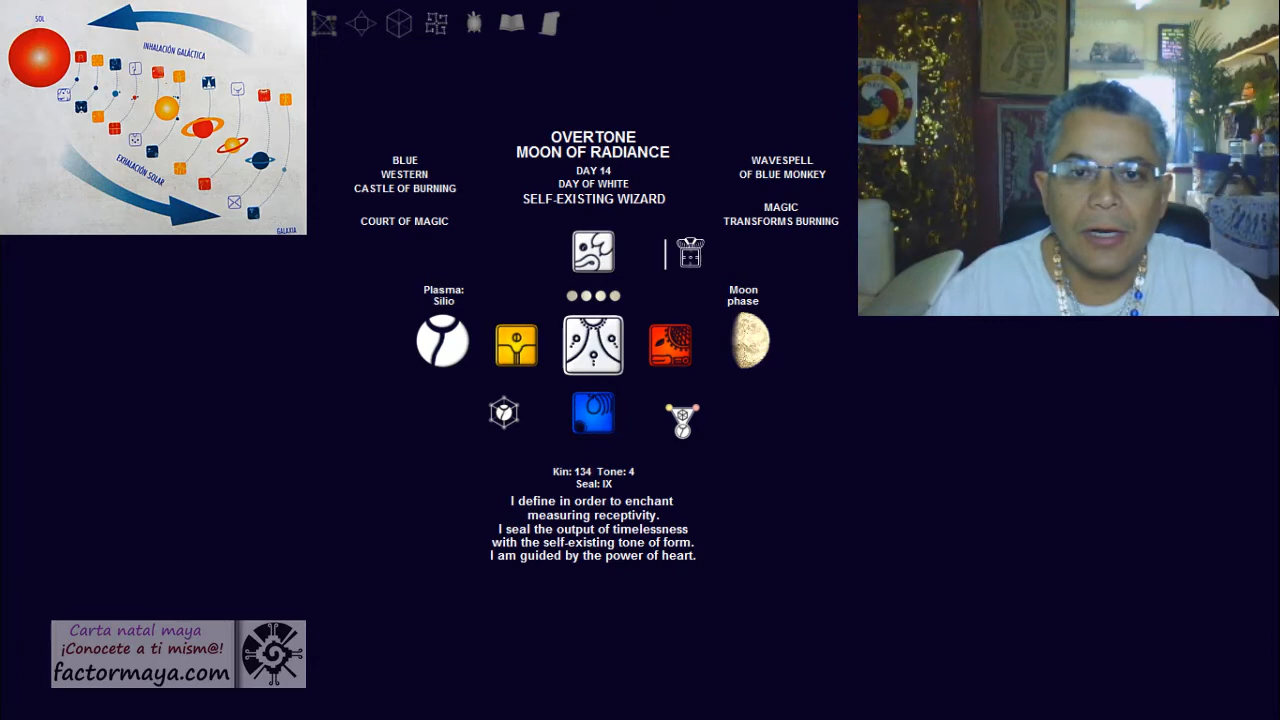 SOL
INHALACIÓN GALÁCTICA
EXHALACIÓN SOLAR
GALAXIA
OVERTONE
MOON OF RADIANCE
DAY 14
DAY OF WHITE
SELF-EXISTING WIZARD
BLUE
WESTERN
CASTLE OF BURNING
COURT OF MAGIC
WAVESPELL
OF BLUE MONKEY
MAGIC
TRANSFORMS BURNING
Plasma:
Silio
Moon
phase
Kin: 134 Tone: 4
Seal: IX
I define in order to enchant
measuring receptivity.
I seal the output of timelessness
with the self-existing tone of form.
I am guided by the power of heart.
Carta natal maya
¡Conocete a ti mism@!
factormaya.com